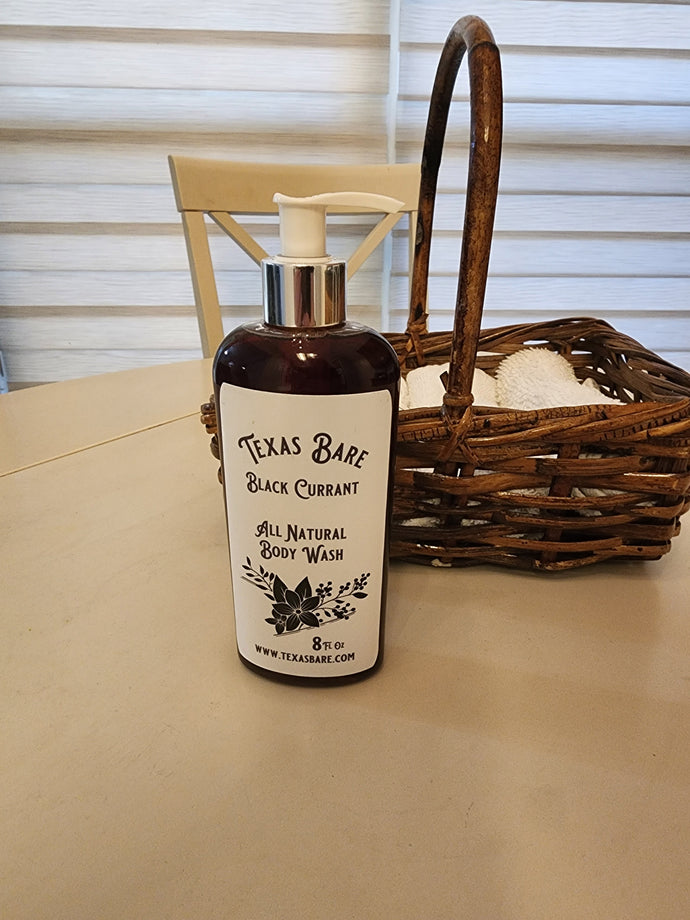 Texas Bare
Black Currant
All Natural
Body Wash
8 Fl Oz
www.texasbare.com